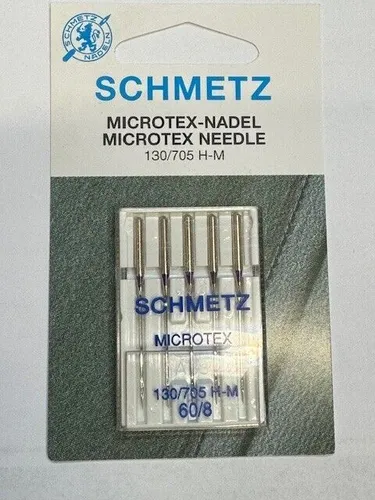 SCHMETZ
NADELN
SCHMETZ
MICROTEX-NADEL
MICROTEX NEEDLE
130/705 H-M
SCHMETZ
MICROTEX
130/705 H-M
60/8